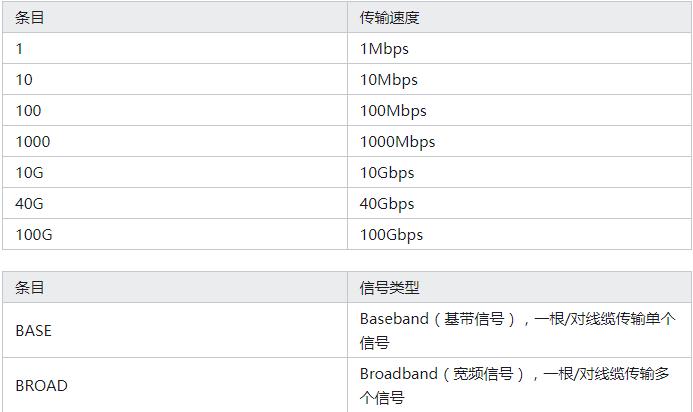 条目 传输速度
1 1Mbps
10 10Mbps
100 100Mbps
1000 1000Mbps
10G 10Gbps
40G 40Gbps
100G 100Gbps
条目 信号类型
BASE Baseband（基带信号），一根/对线缆传输单个
信号
BROAD Broadband（宽频信号），一根/对线缆传输多
个信号